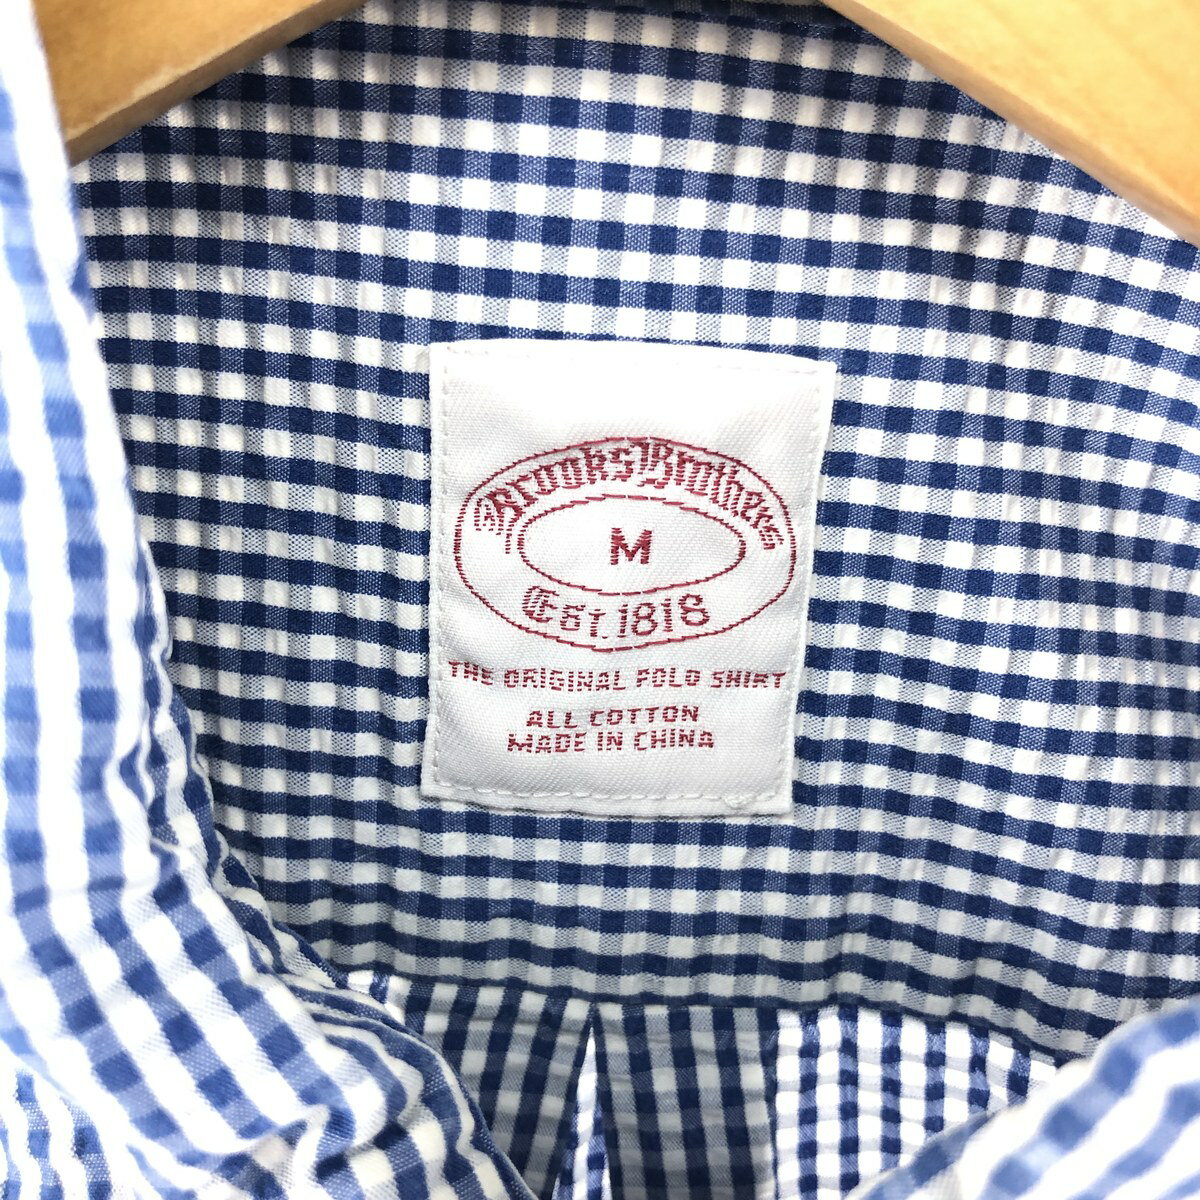 Brooks Brothers
M
Est. 1818
THE ORIGINAL POLO SHIRT
ALL COTTON
MADE IN CHINA